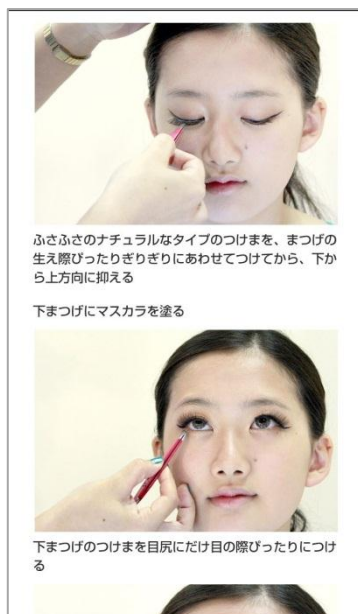 ふさふさのナチュラルなタイプのつけまを、まつげの
生え際ぴったりぎりぎりにあわせてつけてから、下か
ら上方向に抑える
下まつげにマスカラを塗る
下まつげのつけまを目尻にだけ目の際ぴったりにつけ
る